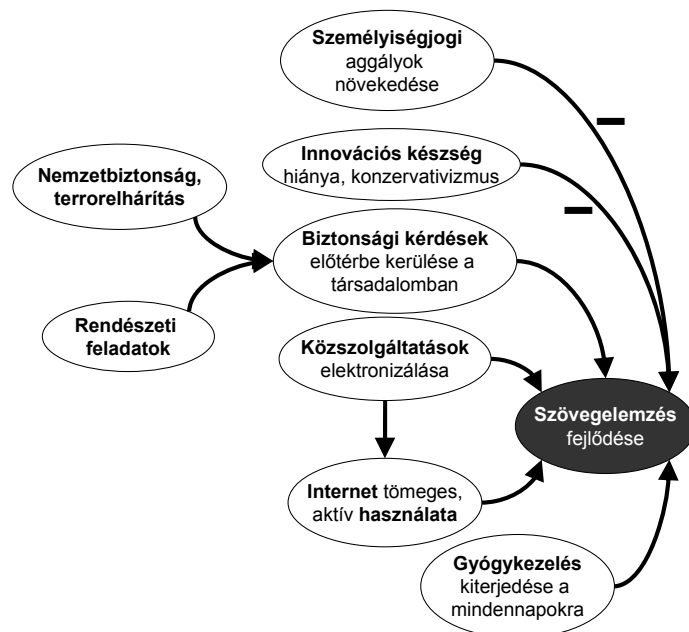 Személyiségjogi
aggályok
növekedése
Innovációs készség
hiánya, konzervativizmus
Nemzetbiztonság,
terrorelhárítás
Biztonsági kérdések
előtérbe kerülése a
társadalomban
Rendészeti
feladatok
Közszolgáltatások
elektronizálása
Szövegelemzés
fejlődése
Internet tömeges,
aktív használata
Gyógykezelés
kiterjedése a
mindennapokra